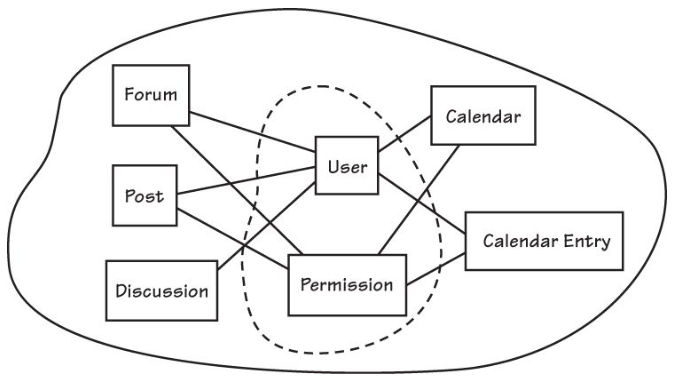 Forum
Calendar
User
Post
Calendar Entry
Discussion
Permission